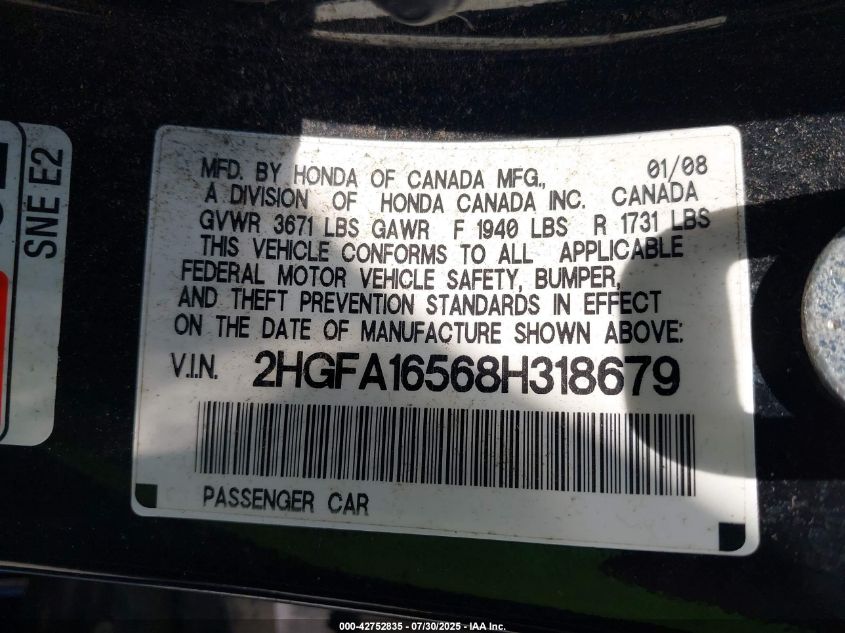 SNE E2
MFD. BY HONDA OF CANADA MFG., 01/08
A DIVISION OF HONDA CANADA INC. CANADA
GVWR 3671 LBS GAWR F 1940 LBS R 1731 LBS
THIS VEHICLE CONFORMS TO ALL APPLICABLE
FEDERAL MOTOR VEHICLE SAFETY, BUMPER,
AND THEFT PREVENTION STANDARDS IN EFFECT
ON THE DATE OF MANUFACTURE SHOWN ABOVE:
V.I.N. 2HGFA16568H318679
PASSENGER CAR
000-42752835 - 07/30/2025 - IAA Inc.